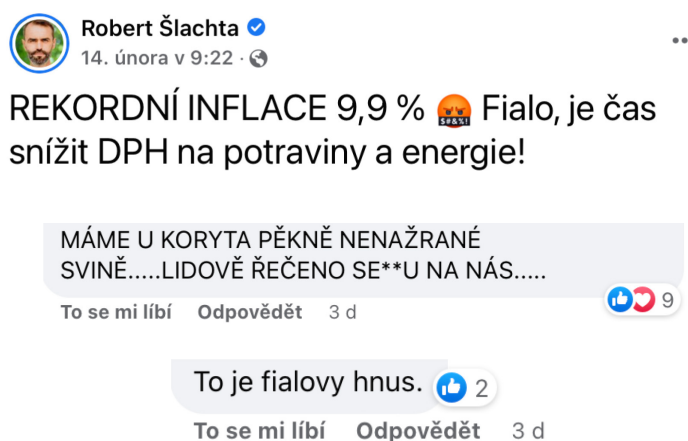 Robert Šlachta
14. února v 9:22 ·
REKORDNÍ INFLACE 9,9 % 🤬 Fialo, je čas
snížit DPH na potraviny a energie!
MÁME U KORYTA PĚKNĚ NENAŽRANÉ
SVINĚ.....LIDOVĚ ŘEČENO SE**U NA NÁS.....
9
To se mi líbí Odpovědět 3 d
To je fialovy hnus.
2
To se mi líbí Odpovědět 3 d